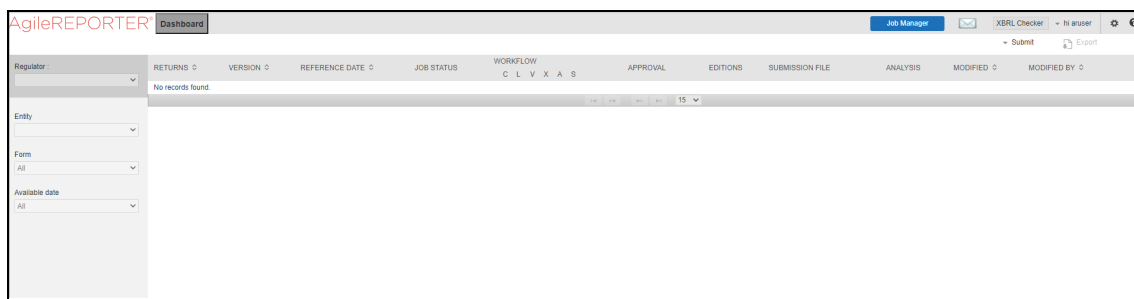 AgileREPORTER® Dashboard Job Manager XBRL Checker hi aruser
Submit Export
Regulator :
RETURNS VERSION REFERENCE DATE JOB STATUS WORKFLOW C L V X A S APPROVAL EDITIONS SUBMISSION FILE ANALYSIS MODIFIED MODIFIED BY
No records found.
15
Entity
Form
All
Available date
All